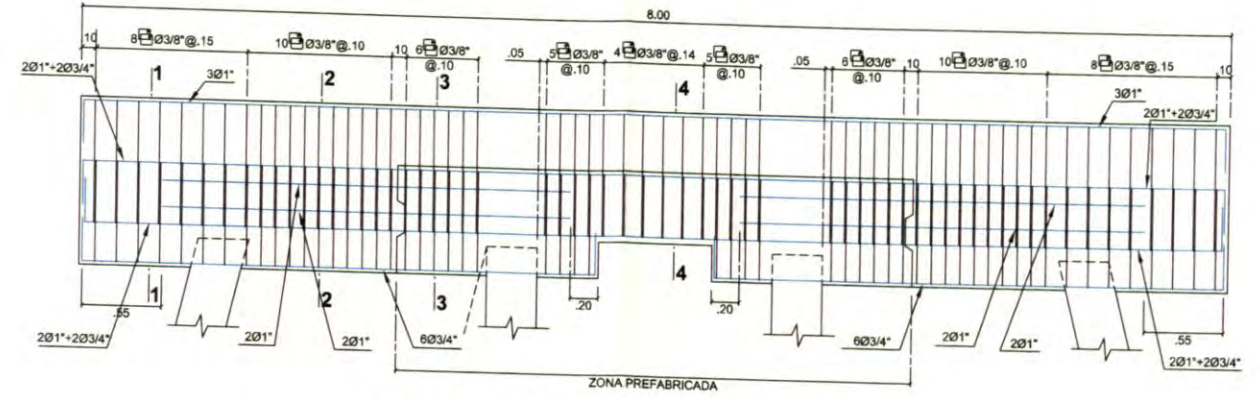 8.00
10
8 Ø3/8"@.15
10 Ø3/8"@.10
10
6 Ø3/8"
@.10
.05
5 Ø3/8"
@.10
4 Ø3/8"@.14
5 Ø3/8"
@.10
.05
6 Ø3/8"
@.10
10
10 Ø3/8"@.10
8 Ø3/8"@.15
10
2Ø1"+2Ø3/4"
1
3Ø1"
2
3
4
3Ø1"
2Ø1"+2Ø3/4"
1
.55
2Ø1"+2Ø3/4"
2Ø1"
2
2Ø1"
3
6Ø3/4"
.20
4
.20
6Ø3/4"
2Ø1"
2Ø1"
.55
2Ø1"+2Ø3/4"
ZONA PREFABRICADA